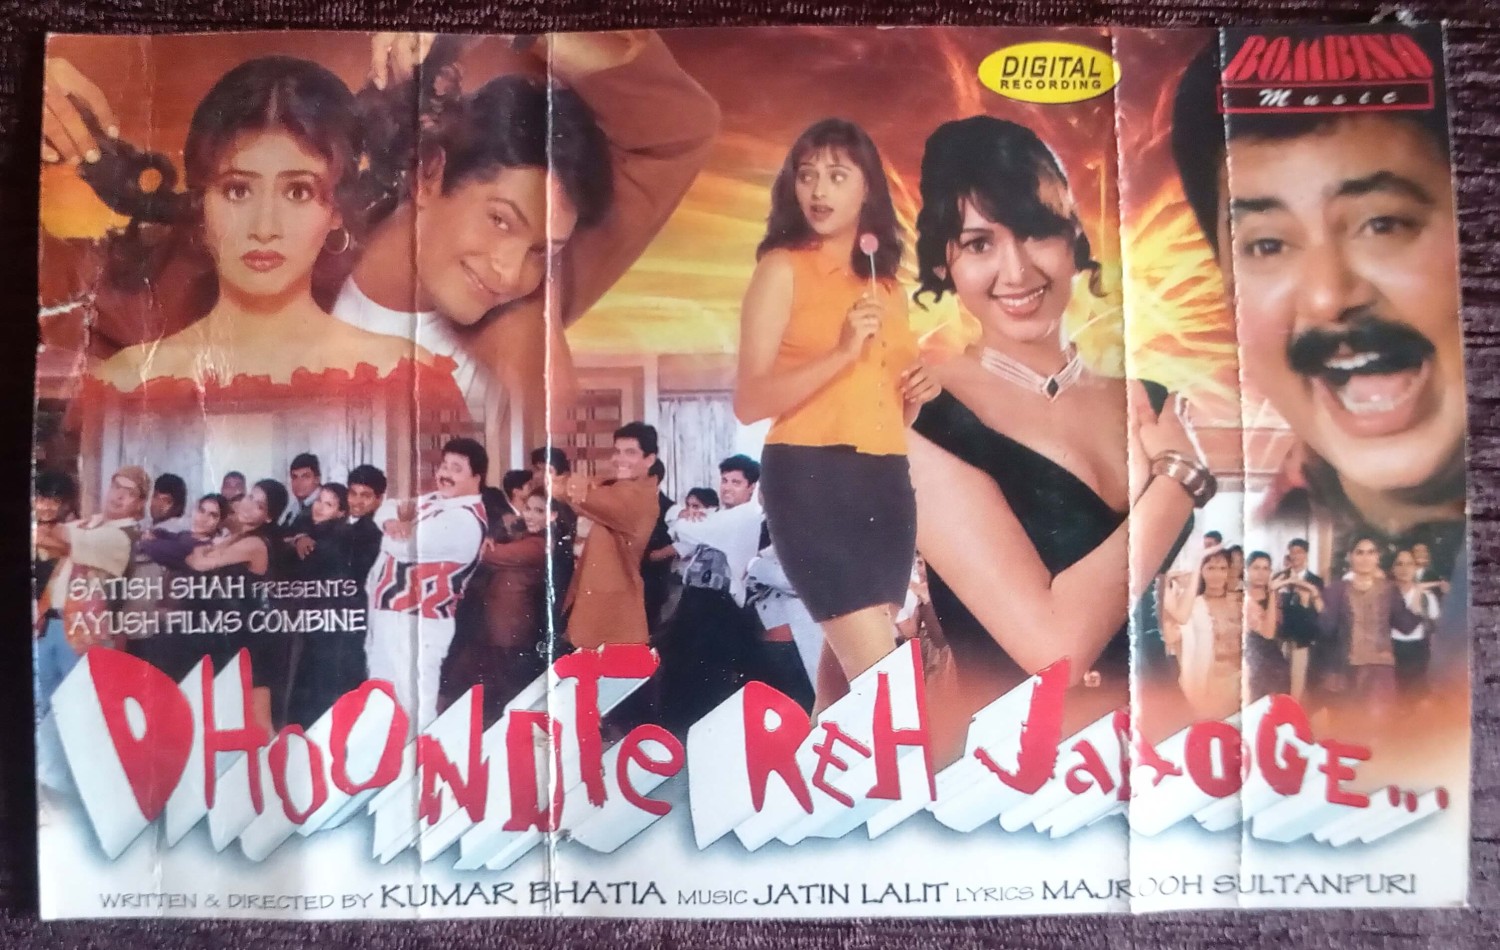 DIGITAL
RECORDING
BOMBINO
Music
SATISH SHAH PRESENTS
AYUSH FILMS COMBINE
DHOONDTE REH JAAOGE...
WRITTEN & DIRECTED BY KUMAR BHATIA MUSIC JATIN LALIT LYRICS MAJROOH SULTANPURI